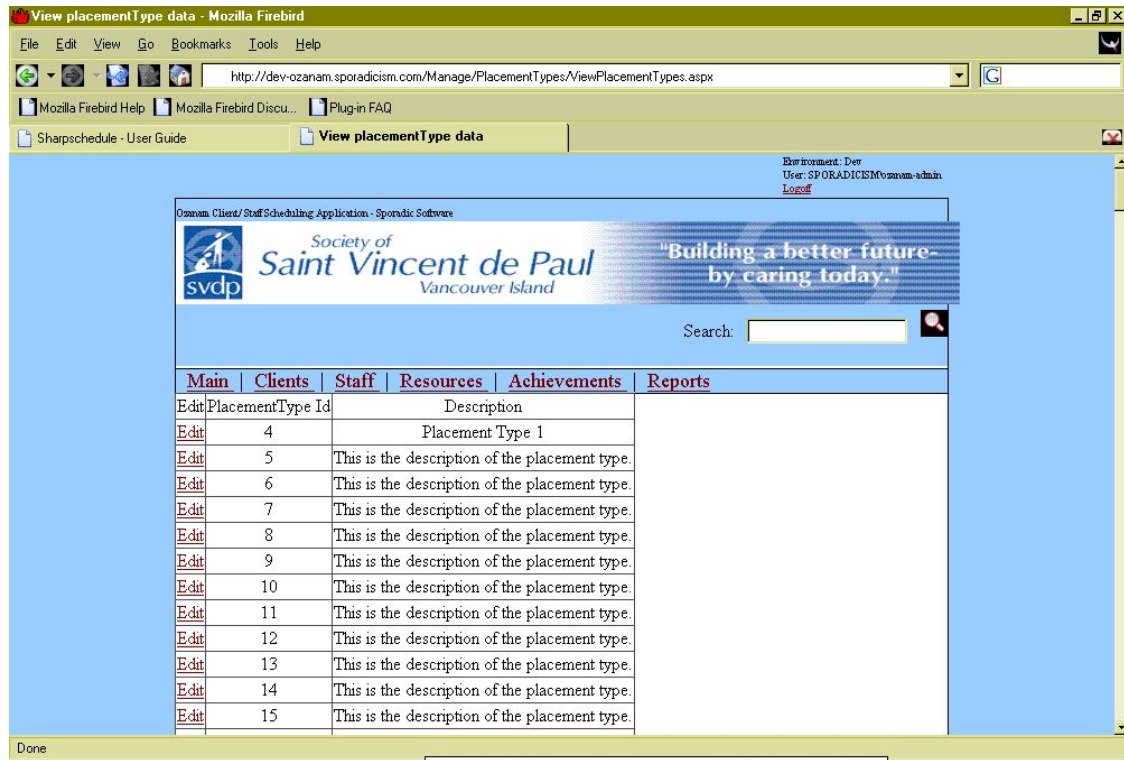 View placementType data - Mozilla Firebird
File Edit View Go Bookmarks Tools Help
http://dev-ozanam.sporadicism.com/Manage/PlacementTypes/ViewPlacementTypes.aspx
G
Mozilla Firebird Help Mozilla Firebird Discu... Plug-in FAQ
Sharpschedule - User Guide View placementType data
Environment: Dev
User: SPORADICISM\ozanam-admin
Logoff
Ozanam Client/Staff Scheduling Application - Sporadic Software
svdp
Society of
Saint Vincent de Paul
Vancouver Island
"Building a better future-
by caring today."
Search:
Main | Clients | Staff | Resources | Achievements | Reports
Edit PlacementType Id Description
Edit 4 Placement Type 1
Edit 5 This is the description of the placement type.
Edit 6 This is the description of the placement type.
Edit 7 This is the description of the placement type.
Edit 8 This is the description of the placement type.
Edit 9 This is the description of the placement type.
Edit 10 This is the description of the placement type.
Edit 11 This is the description of the placement type.
Edit 12 This is the description of the placement type.
Edit 13 This is the description of the placement type.
Edit 14 This is the description of the placement type.
Edit 15 This is the description of the placement type.
Done